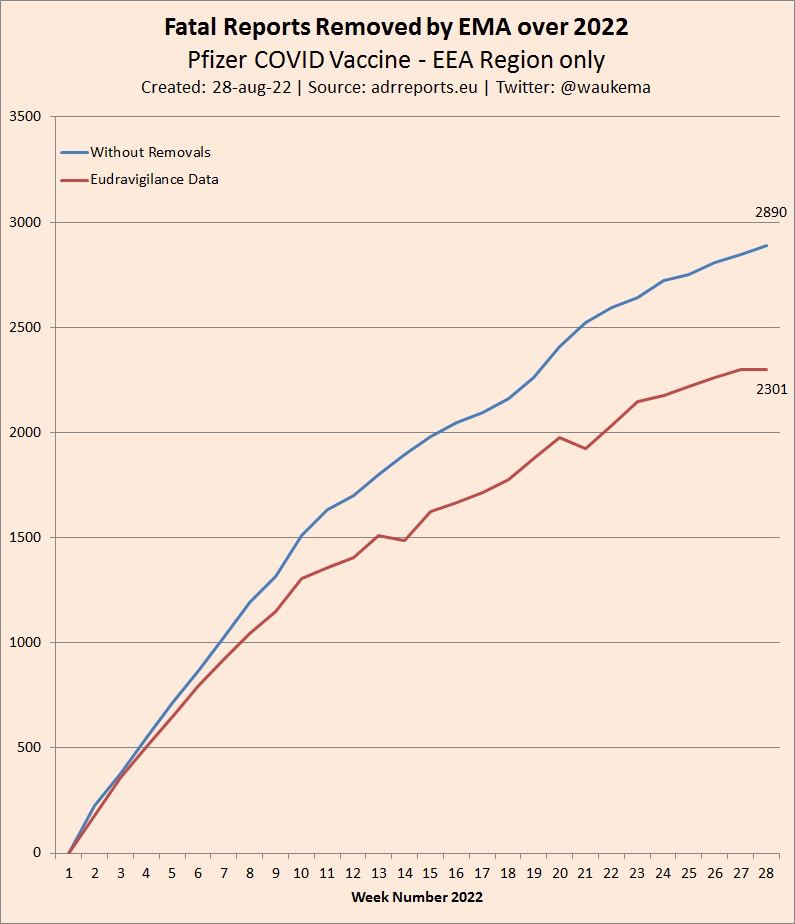 Fatal Reports Removed by EMA over 2022
Pfizer COVID Vaccine - EEA Region only
Created: 28-aug-22 | Source: adrreports.eu | Twitter: @waukema
3500
Without Removals
Eudravigilance Data
3000
2890
2500
2301
2000
1500
1000
500
0
1 2 3 4 5 6 7 8 9 10 11 12 13 14 15 16 17 18 19 20 21 22 23 24 25 26 27 28
Week Number 2022